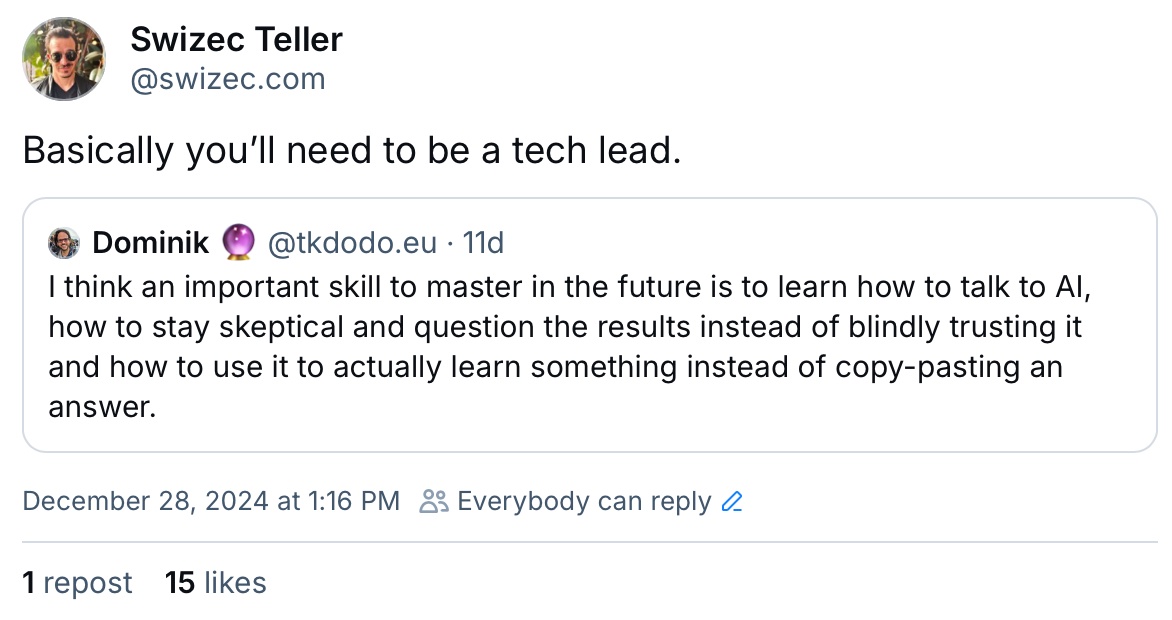 Swizec Teller
@swizec.com
Basically you’ll need to be a tech lead.
Dominik 🔮 @tkdodo.eu · 11d
I think an important skill to master in the future is to learn how to talk to AI,
how to stay skeptical and question the results instead of blindly trusting it
and how to use it to actually learn something instead of copy-pasting an
answer.
December 28, 2024 at 1:16 PM Everybody can reply
1 repost 15 likes